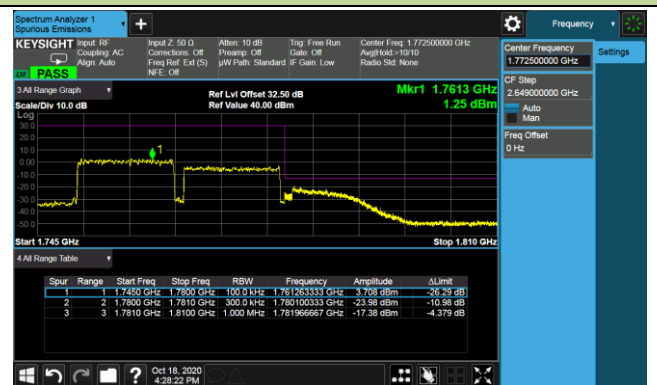 Spectrum Analyzer 1
Spurious Emissions
+
Frequency
KEYSIGHT Input: RF
Coupling: AC
Align: Auto
Input Z: 50 Ω
Corrections: Off
Freq Ref: Ext (S)
NFE: Off
Atten: 10 dB
Preamp: Off
µW Path: Standard
Trig: Free Run
Gate: Off
IF Gain: Low
Center Freq: 1.772500000 GHz
Avg|Hold:>10/10
Radio Std: None
PASS
Center Frequency
1.772500000 GHz
Settings
CF Step
2.649000000 GHz
Auto
Man
Freq Offset
0 Hz
3 All Range Graph
Scale/Div 10.0 dB
Ref Lvl Offset 32.50 dB
Ref Value 40.00 dBm
Mkr1 1.7613 GHz
1.25 dBm
Log
30.0
20.0
10.0
0.00
-10.0
-20.0
-30.0
-40.0
-50.0
1
Start 1.745 GHz
Stop 1.810 GHz
4 All Range Table
Spur Range Start Freq Stop Freq RBW Frequency Amplitude ΔLimit
1 1 1.7450 GHz 1.7800 GHz 100.0 kHz 1.761263333 GHz 3.708 dBm -26.29 dB
2 2 1.7800 GHz 1.7810 GHz 300.0 kHz 1.780100333 GHz -23.98 dBm -10.98 dB
3 3 1.7810 GHz 1.8100 GHz 1.000 MHz 1.781966667 GHz -17.38 dBm -4.379 dB
?
Oct 18, 2020
4:28:22 PM